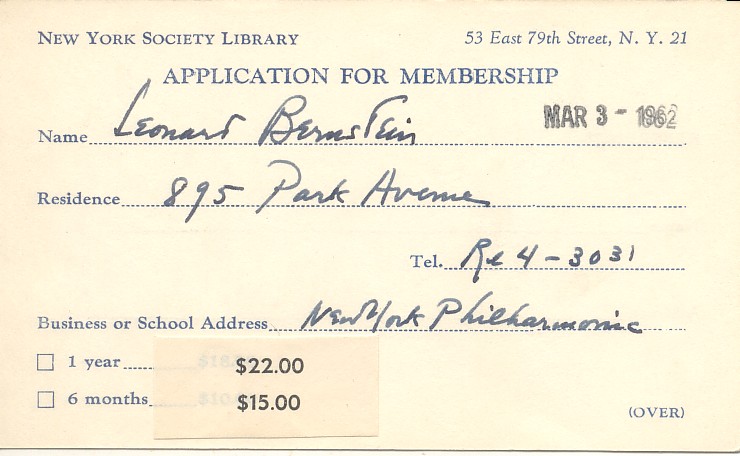 NEW YORK SOCIETY LIBRARY 53 East 79th Street, N. Y. 21
APPLICATION FOR MEMBERSHIP
MAR 3 - 1962
Name Leonard Bernstein
Residence 895 Park Avenue
Tel. Re 4-3031
Business or School Address New York Philharmonic
1 year $22.00
6 months $15.00
(OVER)